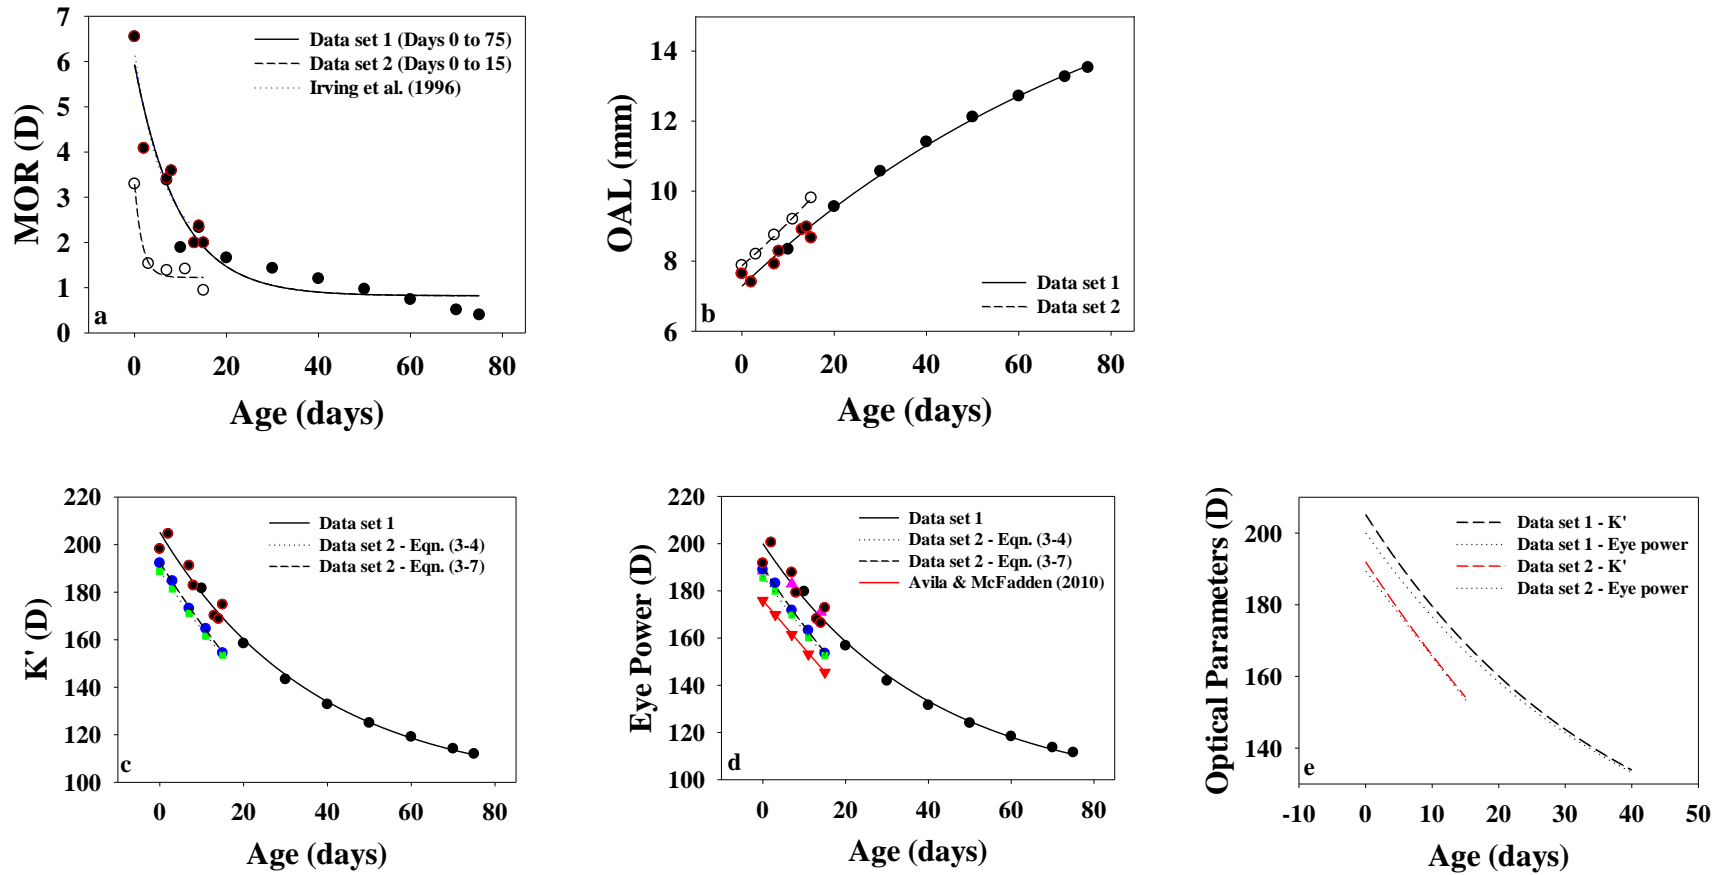 7
6
5
4
3
2
1
0
MOR (D)
Data set 1 (Days 0 to 75)
Data set 2 (Days 0 to 15)
Irving et al. (1996)
a
0 20 40 60 80
Age (days)
14
12
10
8
6
OAL (mm)
Data set 1
Data set 2
b
0 20 40 60 80
Age (days)
220
200
180
160
140
120
100
K' (D)
Data set 1
Data set 2 - Eqn. (3-4)
Data set 2 - Eqn. (3-7)
c
0 20 40 60 80
Age (days)
220
200
180
160
140
120
100
Eye Power (D)
Data set 1
Data set 2 - Eqn. (3-4)
Data set 2 - Eqn. (3-7)
Avila & McFadden (2010)
d
0 20 40 60 80
Age (days)
200
180
160
140
Optical Parameters (D)
Data set 1 - K'
Data set 1 - Eye power
Data set 2 - K'
Data set 2 - Eye power
e
-10 0 10 20 30 40 50
Age (days)